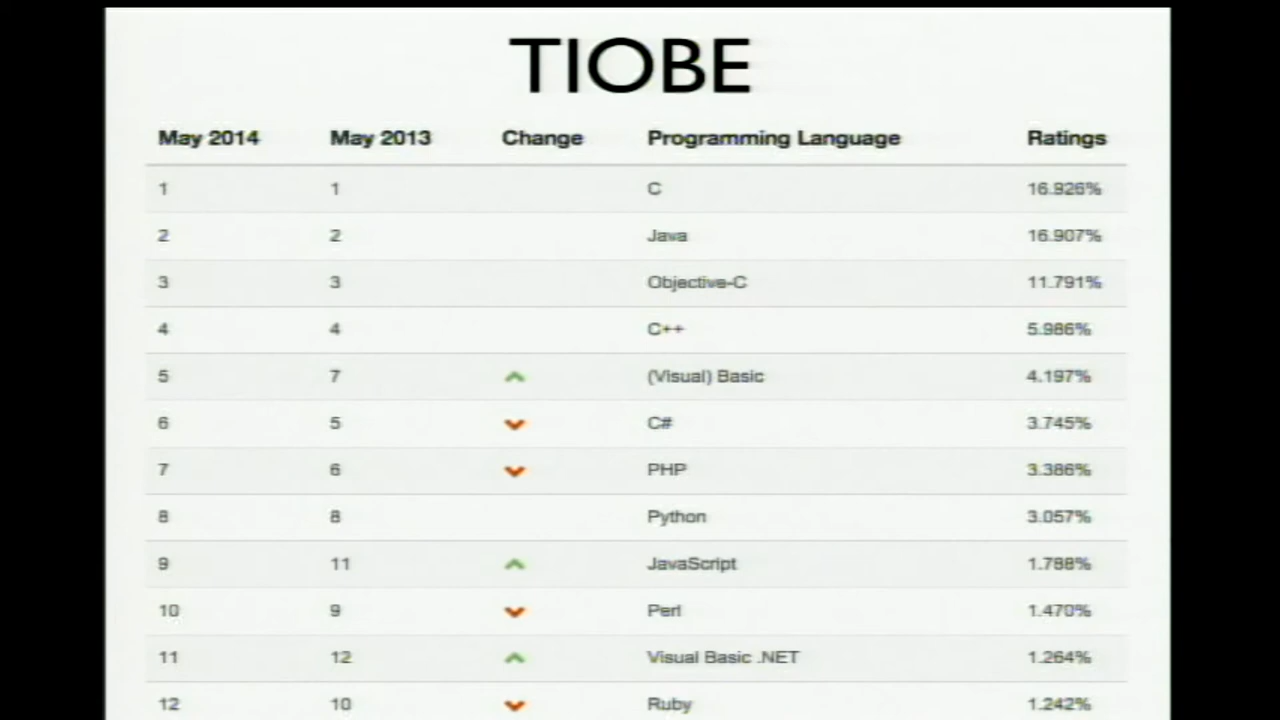 TIOBE
May 2014 May 2013 Change Programming Language Ratings
1 1 C 16.926%
2 2 Java 16.907%
3 3 Objective-C 11.791%
4 4 C++ 5.986%
5 7 (Visual) Basic 4.197%
6 5 C# 3.745%
7 6 PHP 3.386%
8 8 Python 3.057%
9 11 JavaScript 1.788%
10 9 Perl 1.470%
11 12 Visual Basic .NET 1.264%
12 10 Ruby 1.242%